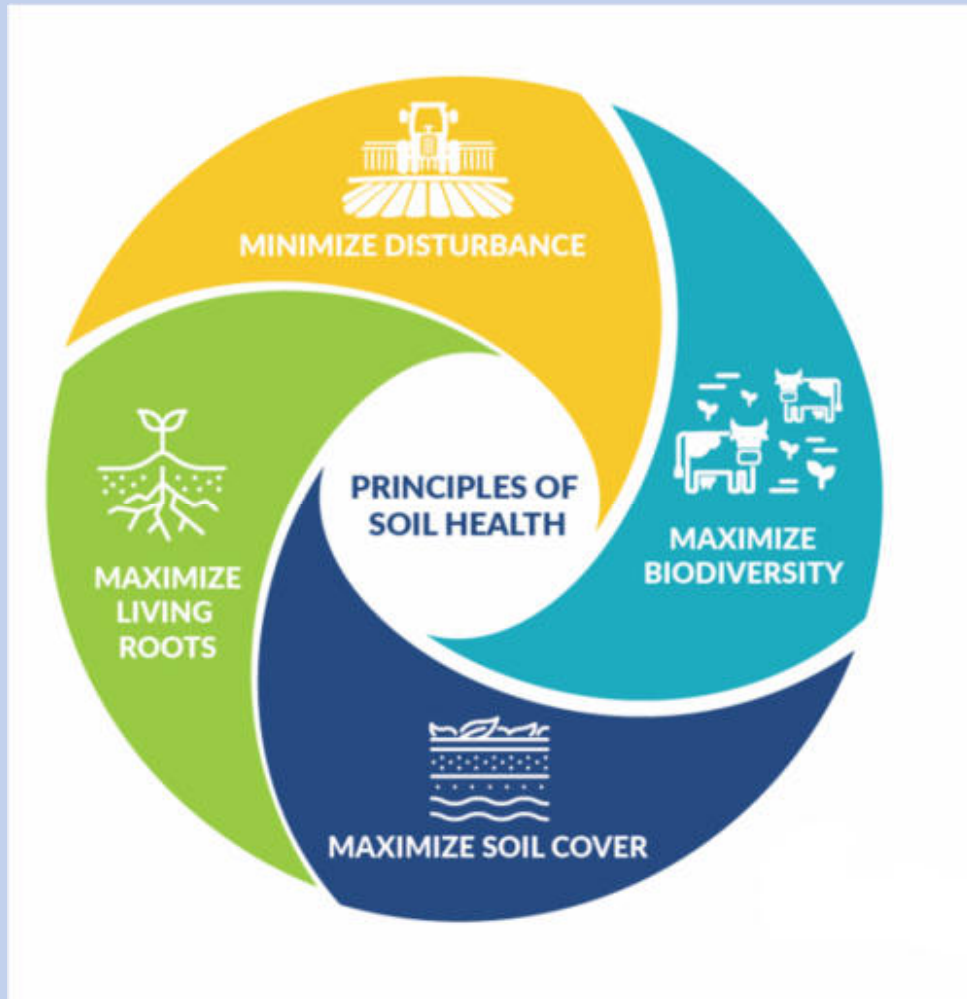 MINIMIZE DISTURBANCE
PRINCIPLES OF
SOIL HEALTH
MAXIMIZE
BIODIVERSITY
MAXIMIZE
LIVING
ROOTS
MAXIMIZE SOIL COVER